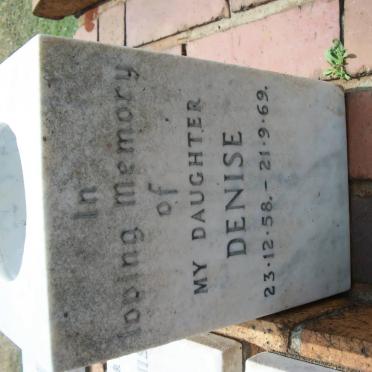 In
loving memory
of
MY DAUGHTER
DENISE
23·12·58.–21·9·69.